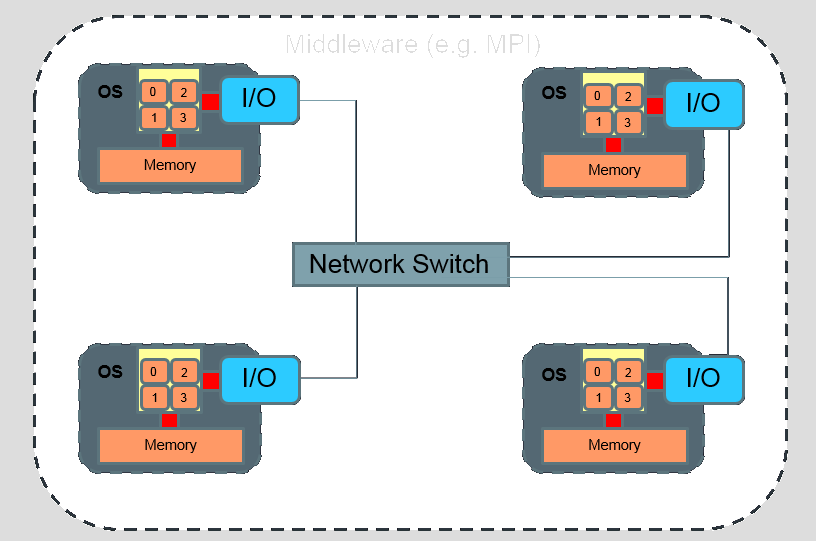 Middleware (e.g. MPI)
OS
0 2
1 3
I/O
Memory
OS
0 2
1 3
I/O
Memory
Network Switch
OS
0 2
1 3
I/O
Memory
OS
0 2
1 3
I/O
Memory